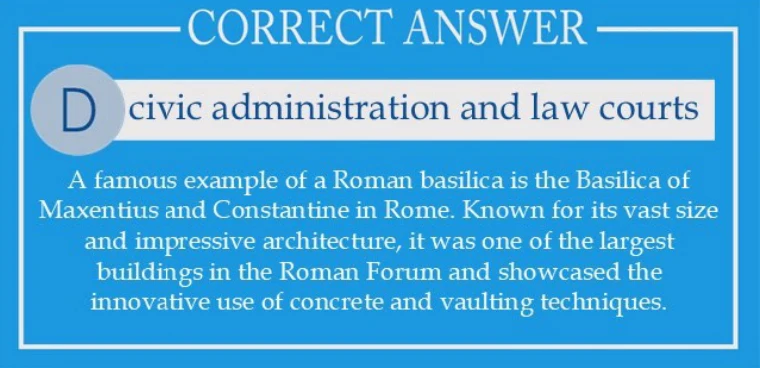 CORRECT ANSWER
D civic administration and law courts
A famous example of a Roman basilica is the Basilica of
Maxentius and Constantine in Rome. Known for its vast size
and impressive architecture, it was one of the largest
buildings in the Roman Forum and showcased the
innovative use of concrete and vaulting techniques.